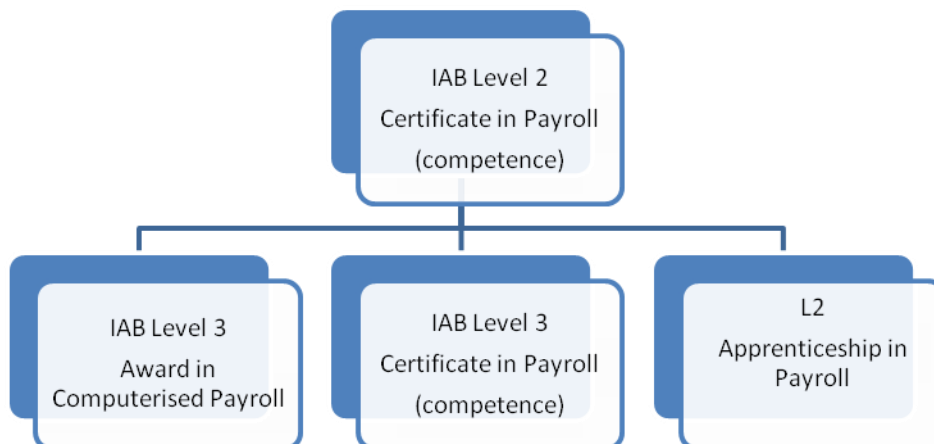 IAB Level 2
Certificate in Payroll
(competence)
IAB Level 3
Award in
Computerised Payroll
IAB Level 3
Certificate in Payroll
(competence)
L2
Apprenticeship in
Payroll